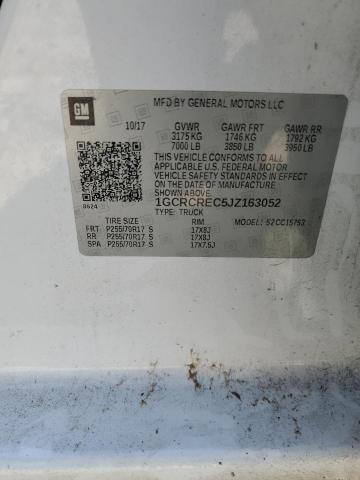 GM
MFD BY GENERAL MOTORS LLC
10/17 GVWR GAWR FRT GAWR RR
3175 KG 1746 KG 1792 KG
7000 LB 3850 LB 3950 LB
THIS VEHICLE CONFORMS TO ALL
APPLICABLE U.S. FEDERAL MOTOR
VEHICLE SAFETY STANDARDS IN
EFFECT ON THE DATE OF MANUFACTURE
SHOWN ABOVE.
1GCRCREC5JZ163052
0624 TYPE: TRUCK
TIRE SIZE RIM MODEL: 52CC15753
FRT P255/70R17 S 17X8J
RR P255/70R17 S 17X8J
SPA P255/70R17 S 17X7.5J